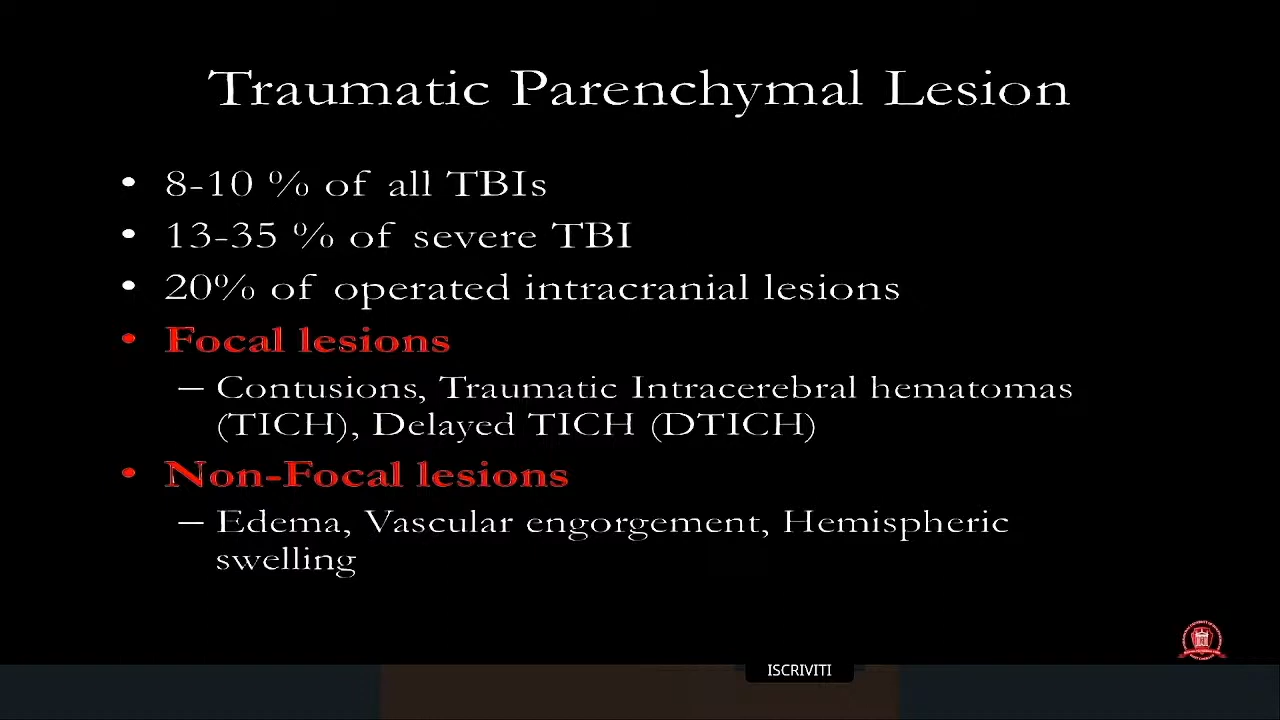 Traumatic Parenchymal Lesion
• 8-10 % of all TBIs
• 13-35 % of severe TBI
• 20% of operated intracranial lesions
• Focal lesions
– Contusions, Traumatic Intracerebral hematomas
(TICH), Delayed TICH (DTICH)
• Non-Focal lesions
– Edema, Vascular engorgement, Hemispheric
swelling
ISCRIVITI